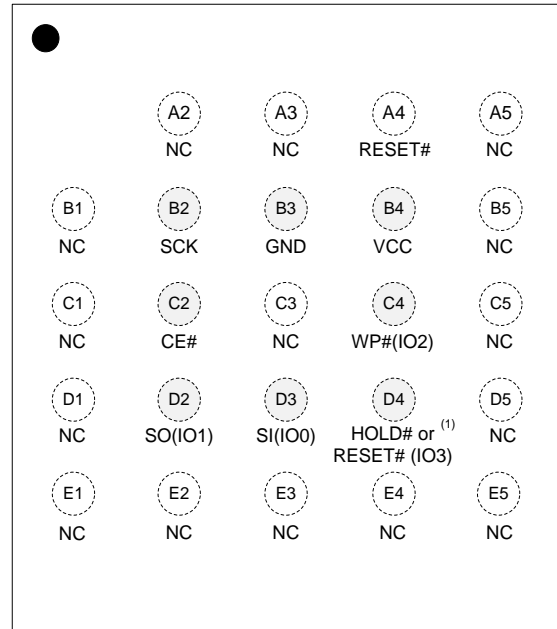 A2 A3 A4 A5
NC NC RESET# NC
B1 B2 B3 B4 B5
NC SCK GND VCC NC
C1 C2 C3 C4 C5
NC CE# NC WP#(IO2) NC
D1 D2 D3 D4 D5
NC SO(IO1) SI(IO0) HOLD# or (1) NC
RESET# (IO3)
E1 E2 E3 E4 E5
NC NC NC NC NC